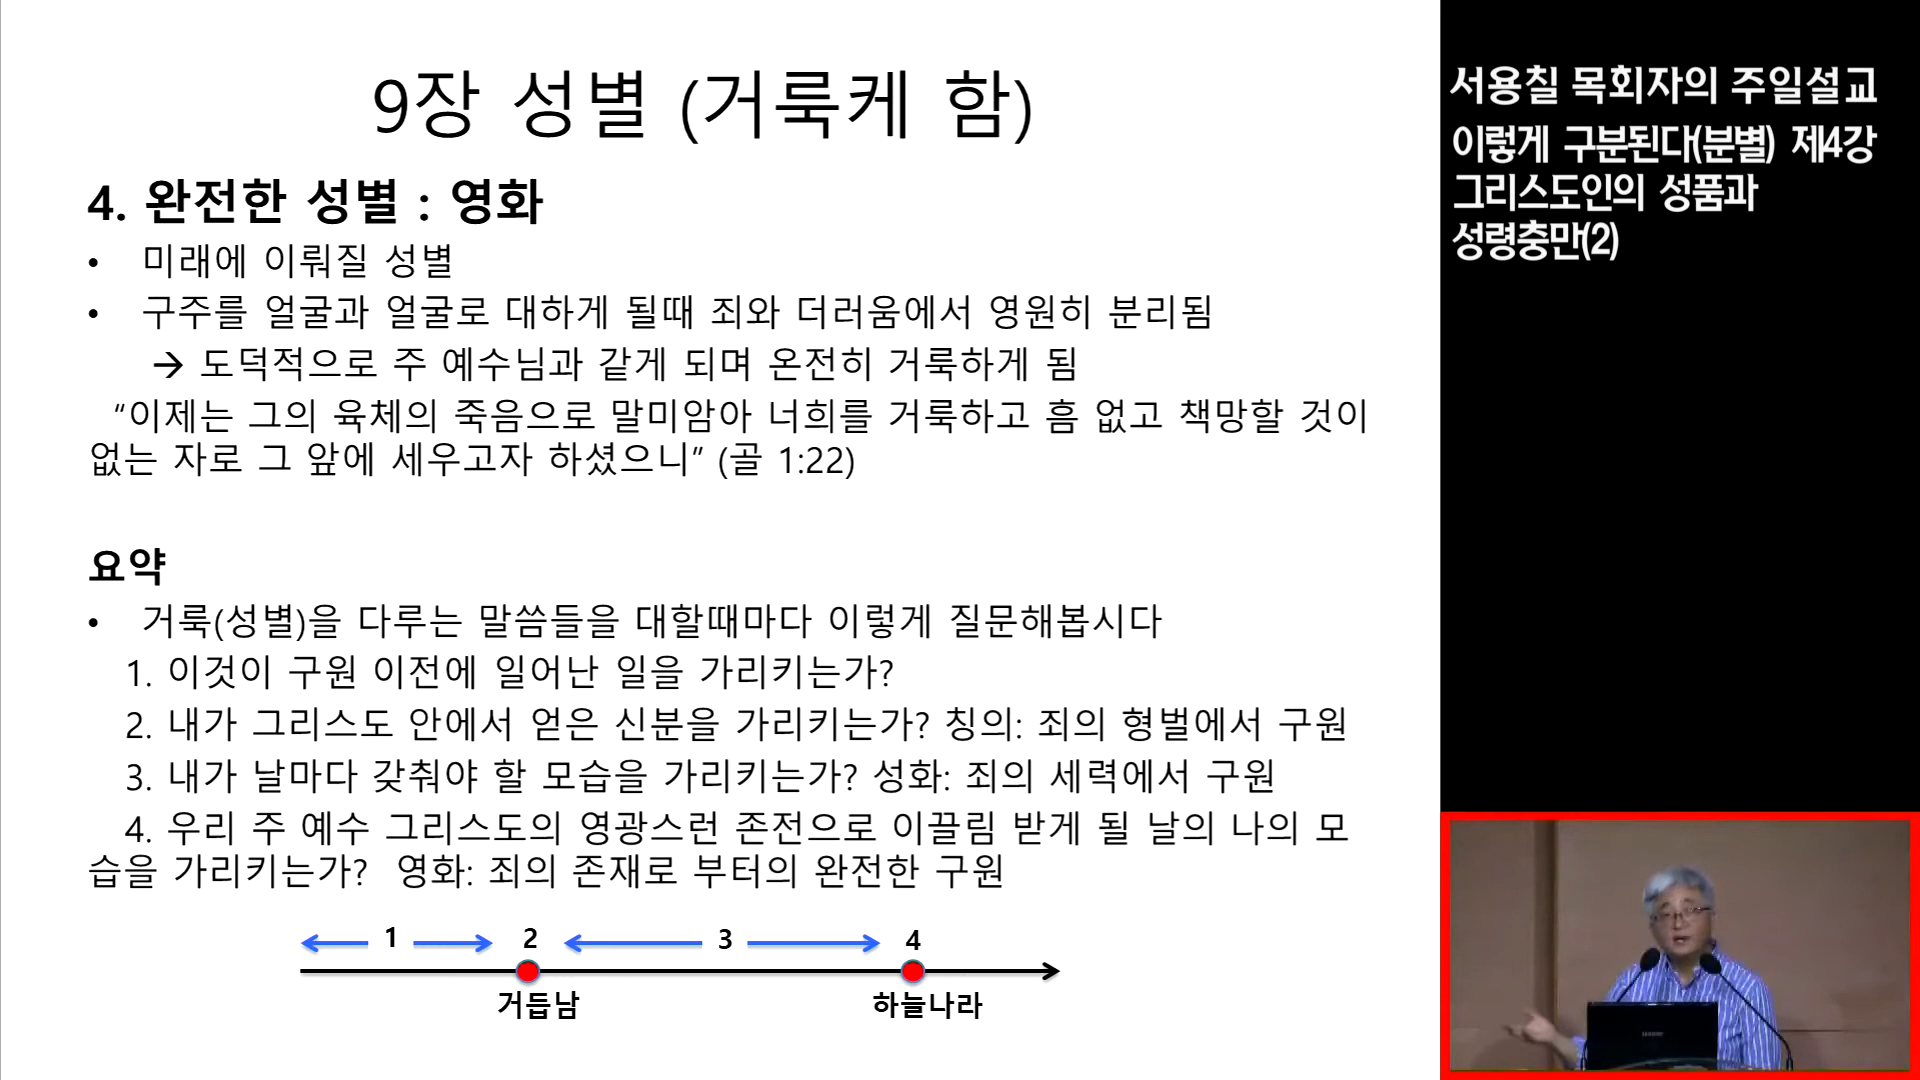 9장 성별 (거룩케 함)
4. 완전한 성별 : 영화
• 미래에 이뤄질 성별
• 구주를 얼굴과 얼굴로 대하게 될때 죄와 더러움에서 영원히 분리됨
→ 도덕적으로 주 예수님과 같게 되며 온전히 거룩하게 됨
“이제는 그의 육체의 죽음으로 말미암아 너희를 거룩하고 흠 없고 책망할 것이
없는 자로 그 앞에 세우고자 하셨으니” (골 1:22)
요약
• 거룩(성별)을 다루는 말씀들을 대할때마다 이렇게 질문해봅시다
1. 이것이 구원 이전에 일어난 일을 가리키는가?
2. 내가 그리스도 안에서 얻은 신분을 가리키는가? 칭의: 죄의 형벌에서 구원
3. 내가 날마다 갖춰야 할 모습을 가리키는가? 성화: 죄의 세력에서 구원
4. 우리 주 예수 그리스도의 영광스런 존전으로 이끌림 받게 될 날의 나의 모
습을 가리키는가? 영화: 죄의 존재로 부터의 완전한 구원
1 2 3 4
거듭남 하늘나라
서용칠 목회자의 주일설교
이렇게 구분된다(분별) 제4강
그리스도인의 성품과
성령충만(2)